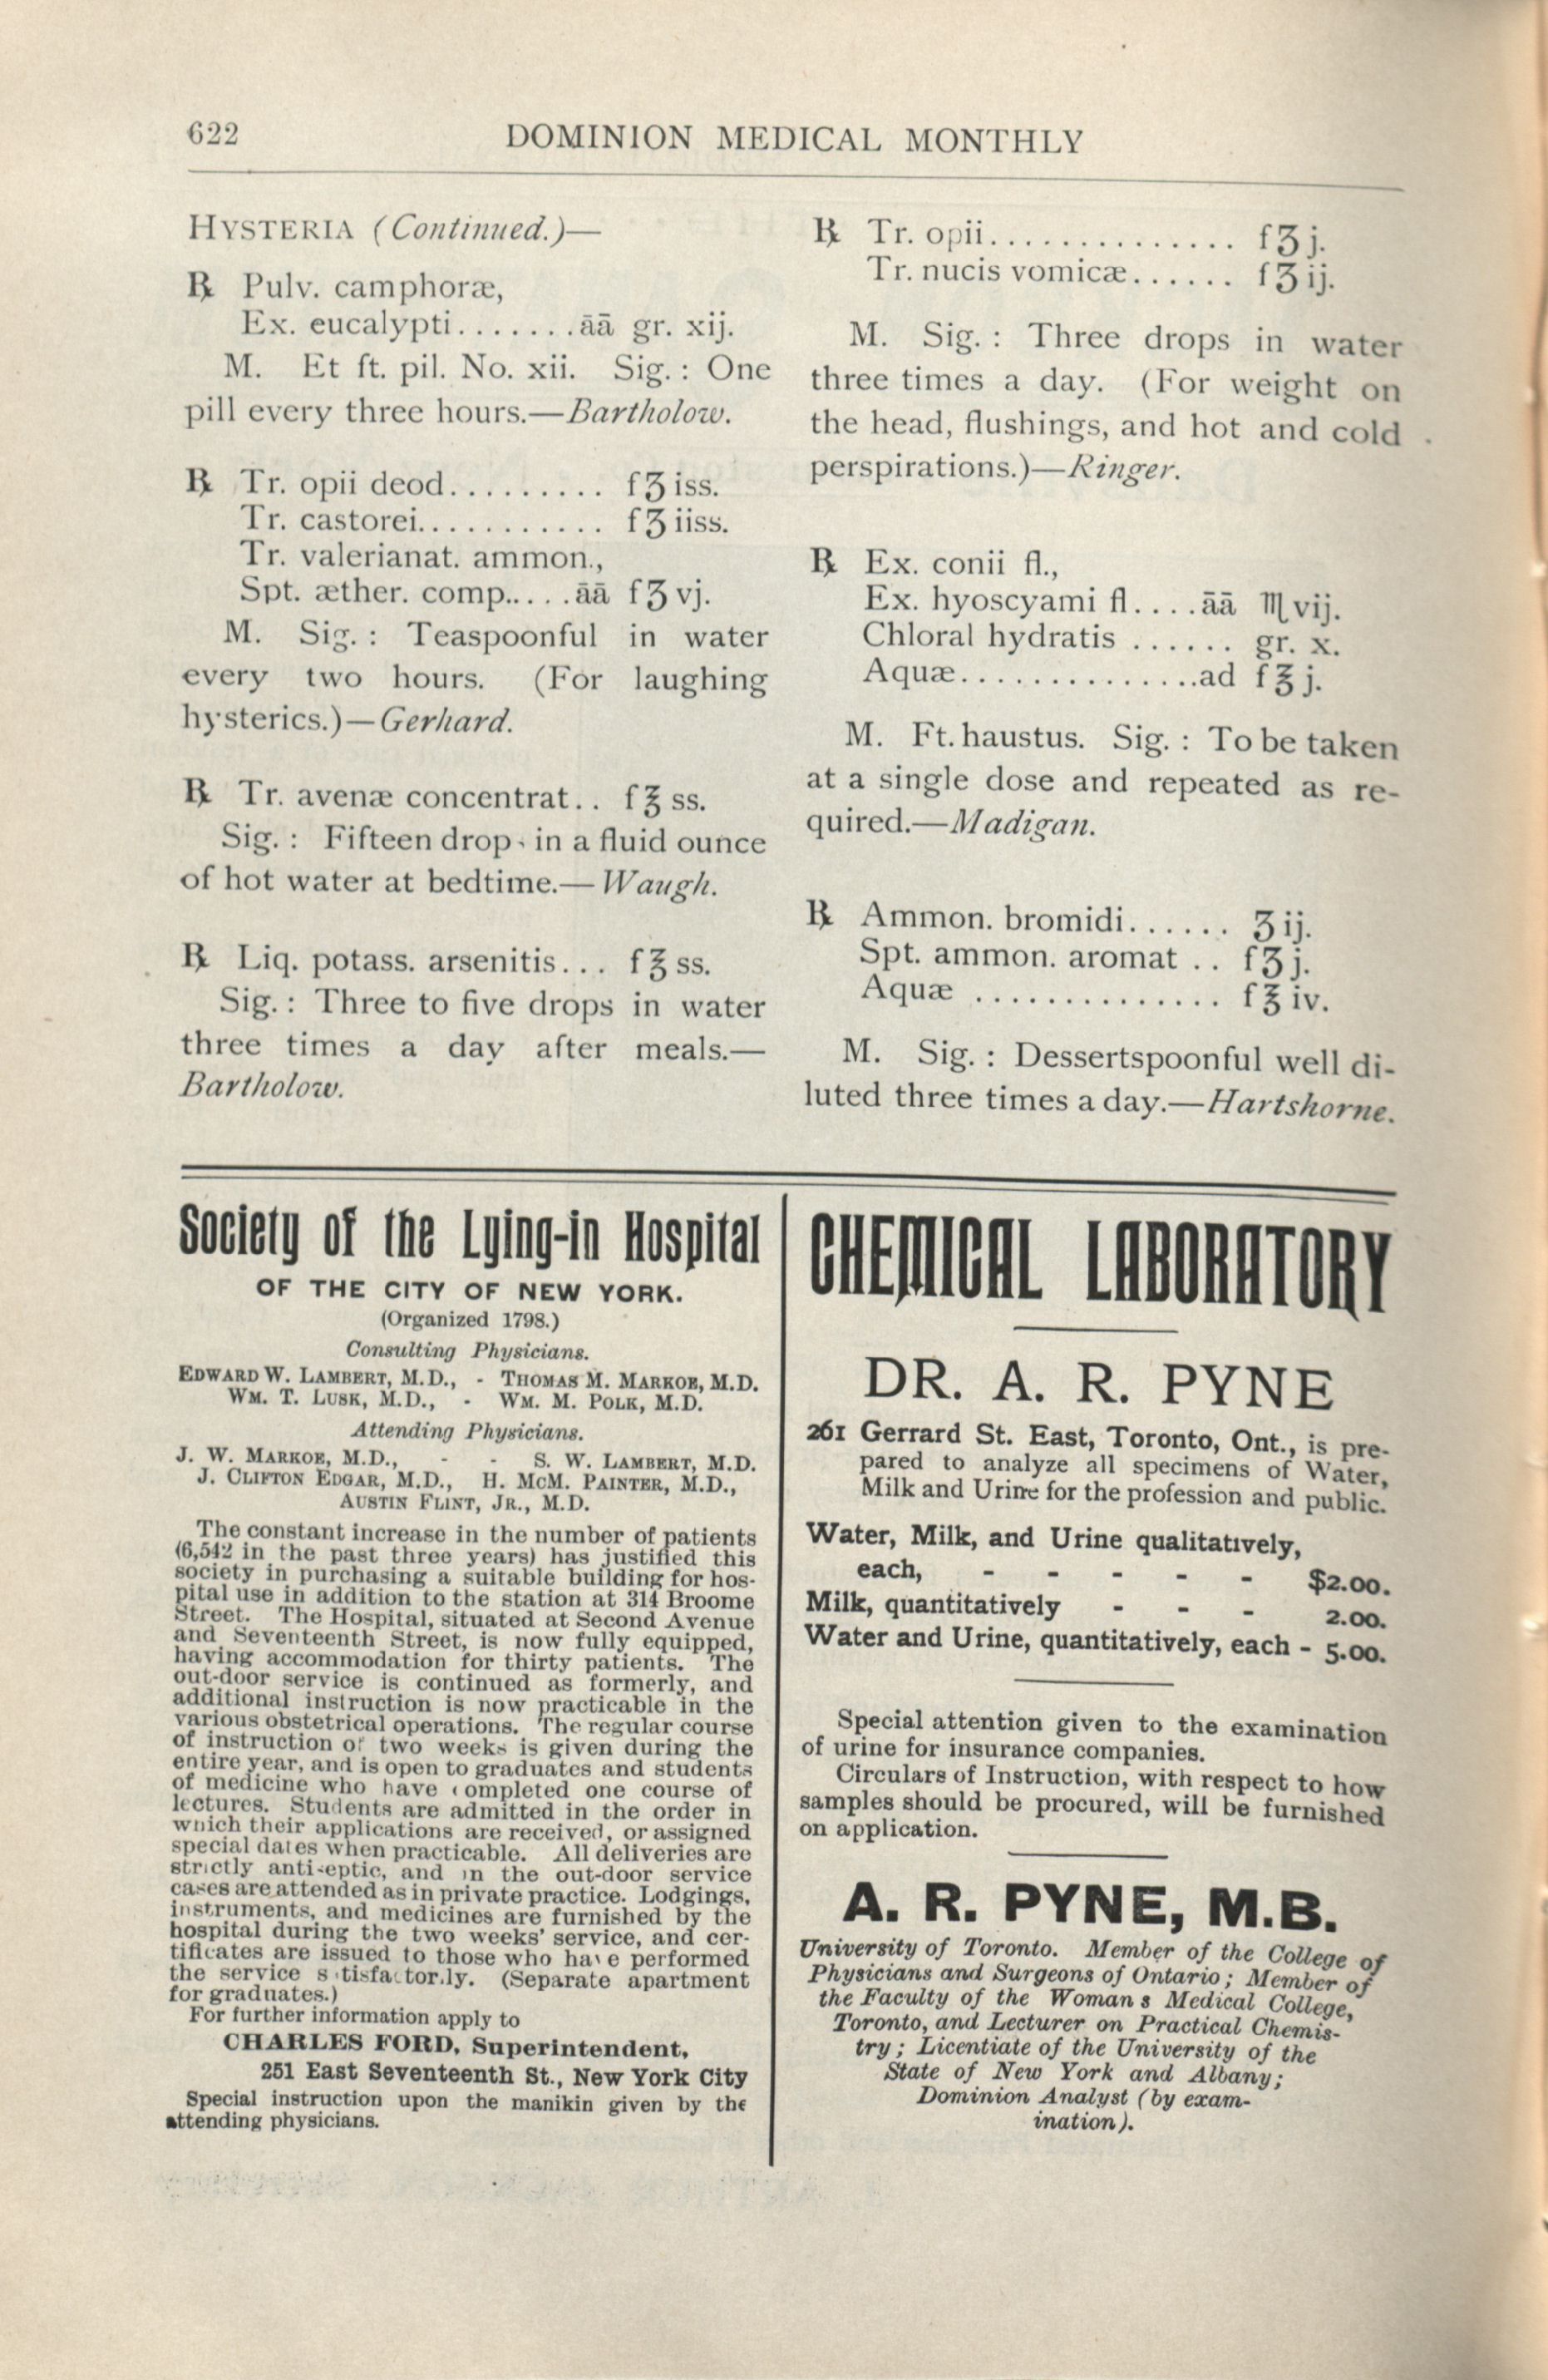 622
DOMINION MEDICAL MONTHLY
HYSTERIA (Continued.)—
℞ Pulv. camphoræ,
Ex. eucalypti.......āā gr. xij.
M. Et ft. pil. No. xii. Sig.: One
pill every three hours.—Bartholow.
℞ Tr. opii deod.......... fʒiss.
Tr. castorei............ fʒiiss.
Tr. valerianat. ammon.,
Spt. æther. comp.....āā fʒvj.
M. Sig.: Teaspoonful in water
every two hours. (For laughing
hysterics.)—Gerhard.
℞ Tr. avenæ concentrat.. f℥ss.
Sig.: Fifteen drop. in a fluid ounce
of hot water at bedtime.—Waugh.
℞ Liq. potass. arsenitis... f℥ss.
Sig.: Three to five drops in water
three times a day after meals.—
Bartholow.
℞ Tr. opii................ fʒj.
Tr. nucis vomicæ...... fʒij.
M. Sig.: Three drops in water
three times a day. (For weight on
the head, flushings, and hot and cold
perspirations.)—Ringer.
℞ Ex. conii fl.,
Ex. hyoscyami fl....āā ♏vij.
Chloral hydratis ...... gr. x.
Aquæ...............ad f℥j.
M. Ft. haustus. Sig.: To be taken
at a single dose and repeated as re-
quired.—Madigan.
℞ Ammon. bromidi....... ʒij.
Spt. ammon. aromat .. fʒj.
Aquæ .............. f℥iv.
M. Sig.: Dessertspoonful well di-
luted three times a day.—Hartshorne.
Society of the Lying-in Hospital
OF THE CITY OF NEW YORK.
(Organized 1798.)
Consulting Physicians.
EDWARD W. LAMBERT, M.D., - THOMAS M. MARKOE, M.D.
WM. T. LUSK, M.D., - WM. M. POLK, M.D.
Attending Physicians.
J. W. MARKOE, M.D., - - S. W. LAMBERT, M.D.
J. CLIFTON EDGAR, M.D., H. MCM. PAINTER, M.D.,
AUSTIN FLINT, JR., M.D.
The constant increase in the number of patients
(6,542 in the past three years) has justified this
society in purchasing a suitable building for hos-
pital use in addition to the station at 314 Broome
Street. The Hospital, situated at Second Avenue
and Seventeenth Street, is now fully equipped,
having accommodation for thirty patients. The
out-door service is continued as formerly, and
additional instruction is now practicable in the
various obstetrical operations. The regular course
of instruction of two weeks is given during the
entire year, and is open to graduates and students
of medicine who have completed one course of
lectures. Students are admitted in the order in
which their applications are received, or assigned
special dates when practicable. All deliveries are
strictly antiseptic, and in the out-door service
cases are attended as in private practice. Lodgings,
instruments, and medicines are furnished by the
hospital during the two weeks' service, and cer-
tificates are issued to those who have performed
the service satisfactorily. (Separate apartment
for graduates.)
For further information apply to
CHARLES FORD, Superintendent,
251 East Seventeenth St., New York City
Special instruction upon the manikin given by the
attending physicians.
CHEMICAL LABORATORY
DR. A. R. PYNE
261 Gerrard St. East, Toronto, Ont., is pre-
pared to analyze all specimens of Water,
Milk and Urine for the profession and public.
Water, Milk, and Urine qualitatively,
each, - - - - - $2.00.
Milk, quantitatively - - - 2.00.
Water and Urine, quantitatively, each - 5.00.
Special attention given to the examination
of urine for insurance companies.
Circulars of Instruction, with respect to how
samples should be procured, will be furnished
on application.
A. R. PYNE, M.B.
University of Toronto. Member of the College of
Physicians and Surgeons of Ontario; Member of
the Faculty of the Woman s Medical College,
Toronto, and Lecturer on Practical Chemis-
try; Licentiate of the University of the
State of New York and Albany;
Dominion Analyst (by exam-
ination).